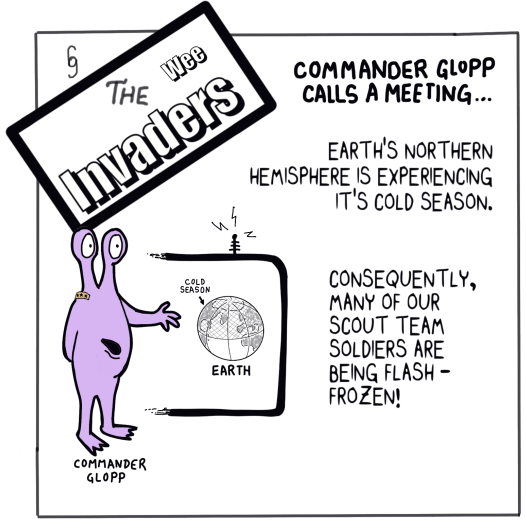 THE
Wee
Invaders
COMMANDER GLOPP
CALLS A MEETING...
EARTH'S NORTHERN
HEMISPHERE IS EXPERIENCING
IT'S COLD SEASON.
COLD
SEASON
EARTH
CONSEQUENTLY,
MANY OF OUR
SCOUT TEAM
SOLDIERS ARE
BEING FLASH-
FROZEN!
COMMANDER
GLOPP